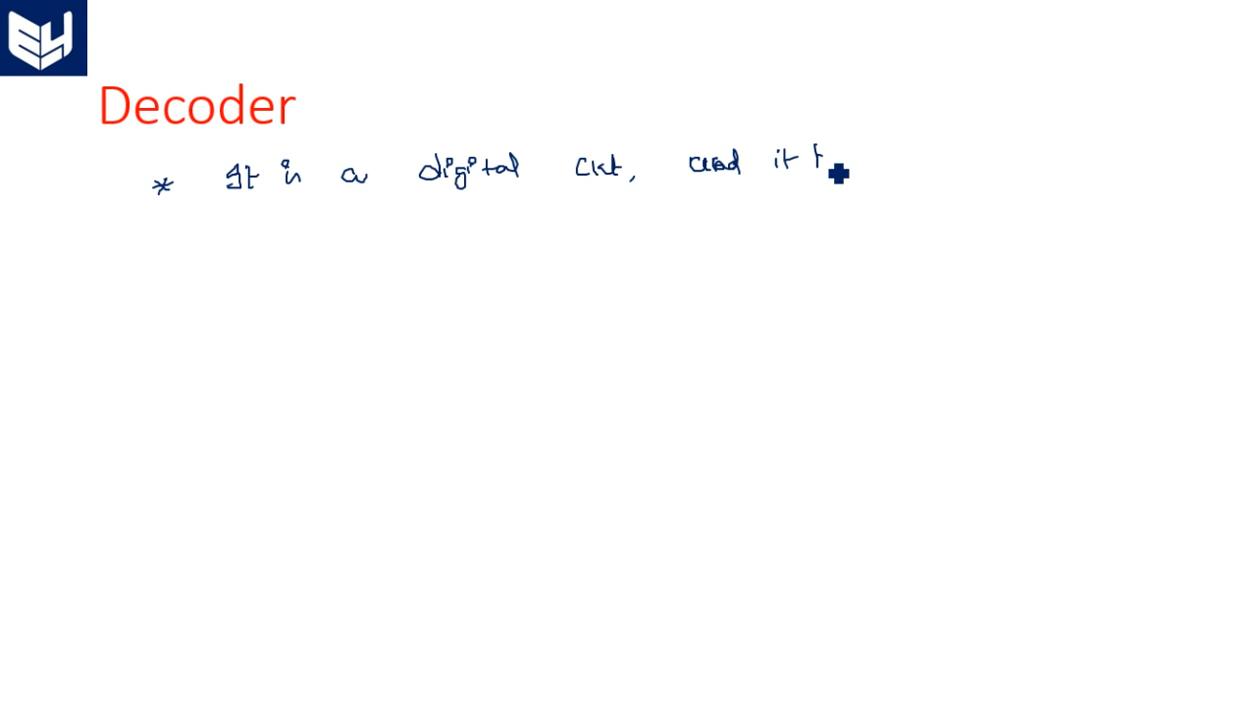 Decoder
* It is a digital ckt, and it